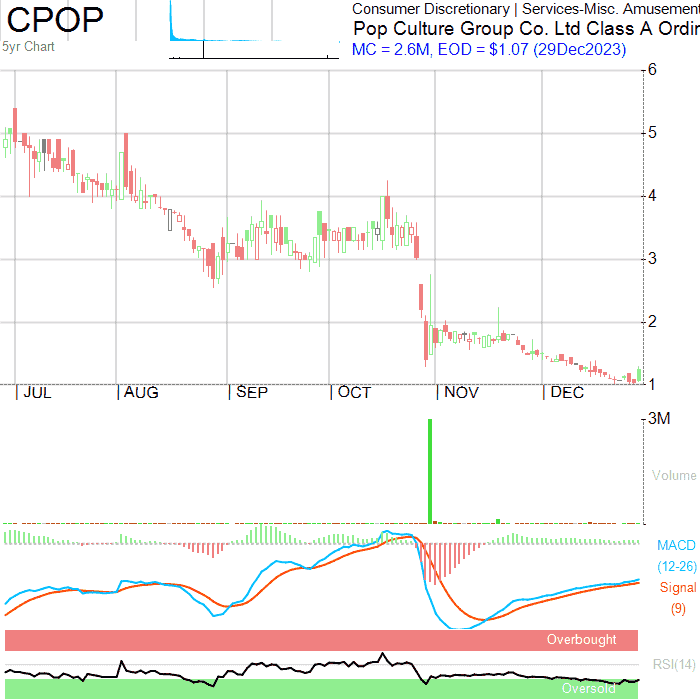 CPOP
5yr Chart
Consumer Discretionary | Services-Misc. Amusement
Pop Culture Group Co. Ltd Class A Ordin
MC = 2.6M, EOD = $1.07 (29Dec2023)
6
5
4
3
2
1
JUL AUG SEP OCT NOV DEC
3M
Volume
MACD
(12-26)
Signal
(9)
Overbought
RSI(14)
Oversold